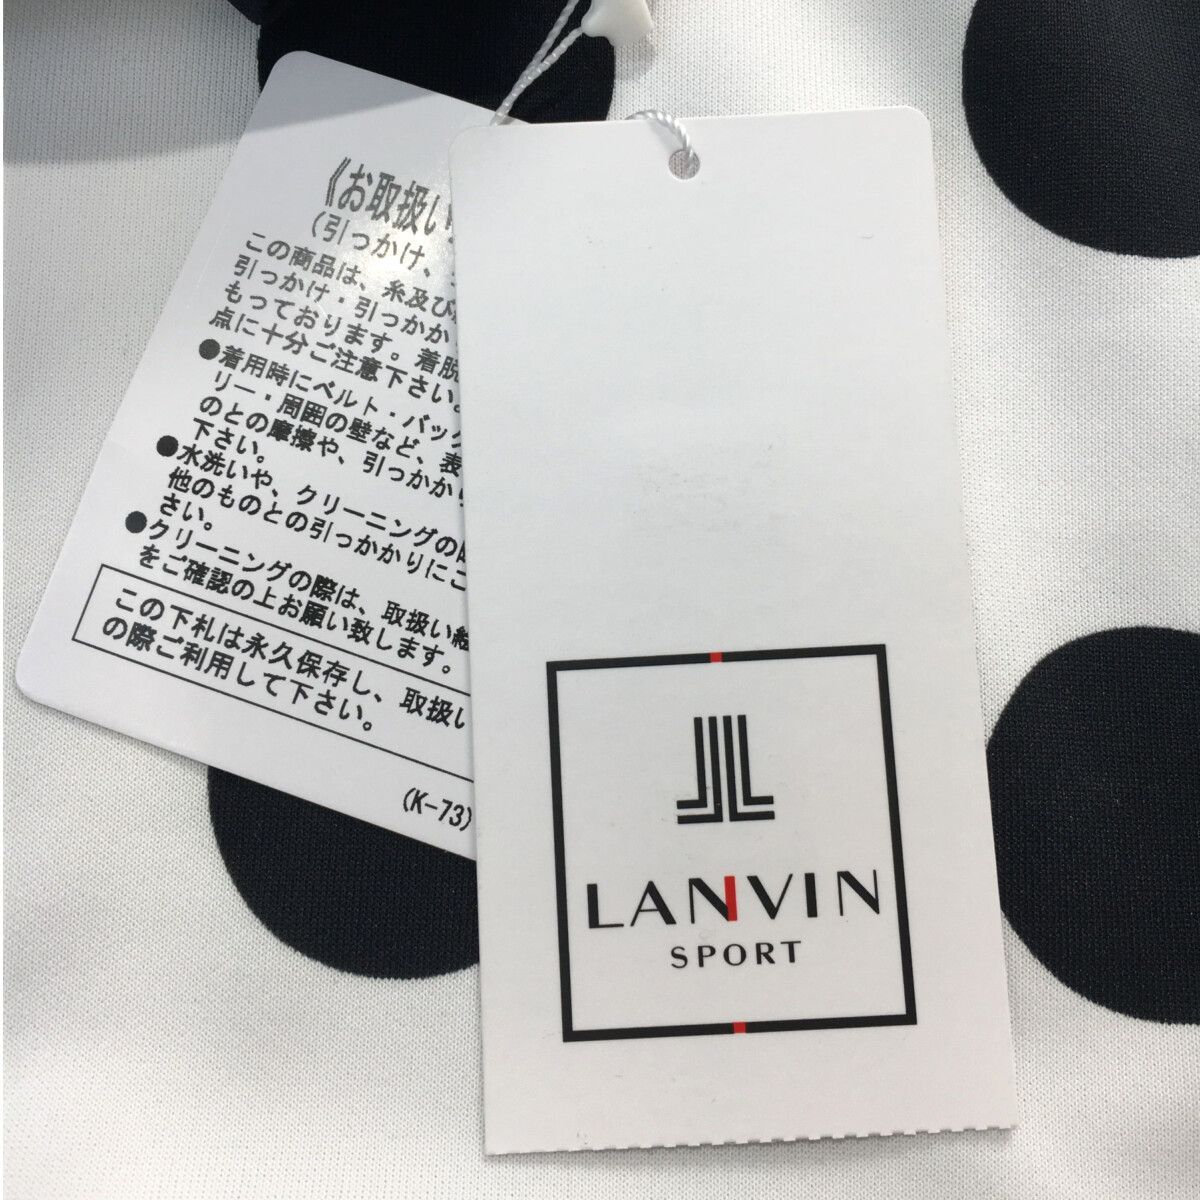 《お取扱い
(引っかけ、
この商品は、糸及び
引っかけ・引っかか
もっております。着脱
点に十分ご注意下さい。
●着用時にベルト・バッグ
リー・周囲の壁など、表
のとの摩擦や、引っかかり
下さい。
●水洗いや、クリーニングの際
他のものとの引っかかりにご
さい。
●クリーニングの際は、取扱い絵
をご確認の上お願い致します。
この下札は永久保存し、取扱い
の際ご利用して下さい。
(K-73)
LANVIN
SPORT